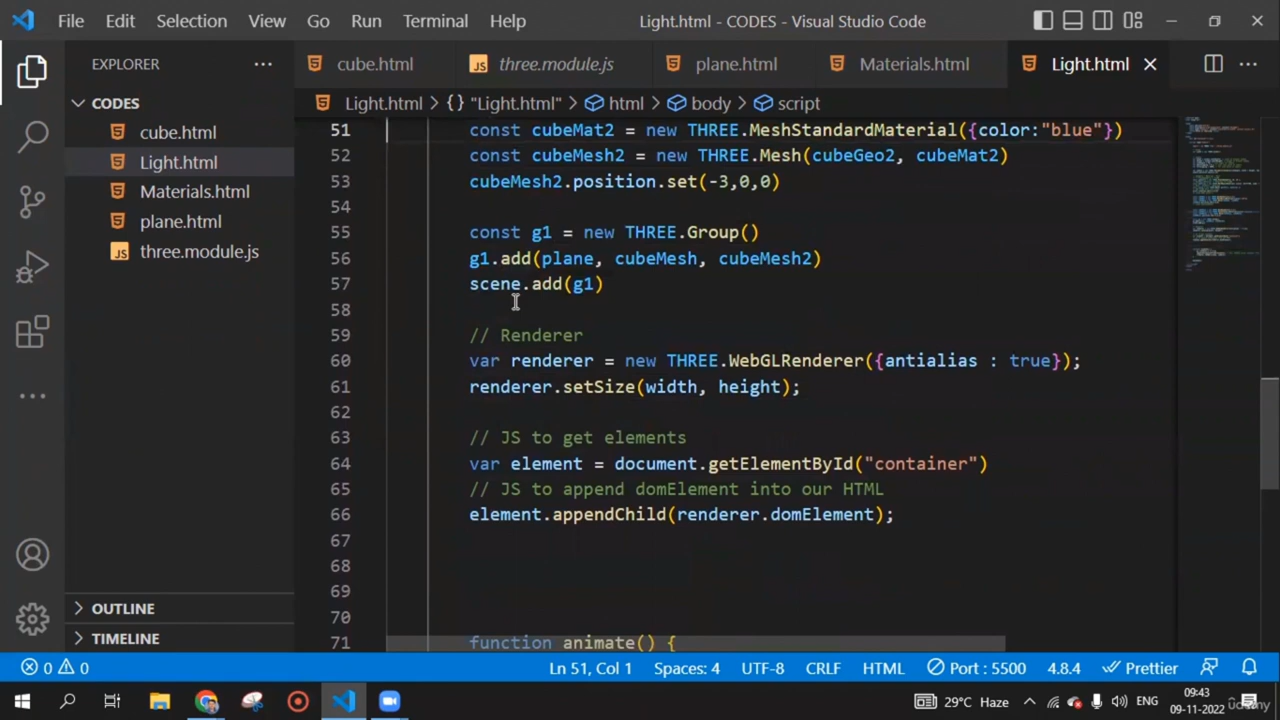 File Edit Selection View Go Run Terminal Help Light.html - CODES - Visual Studio Code
EXPLORER
cube.html three.module.js plane.html Materials.html Light.html
CODES
cube.html
Light.html
Materials.html
plane.html
three.module.js
OUTLINE
TIMELINE
Light.html > {} "Light.html" > html > body > script
51 const cubeMat2 = new THREE.MeshStandardMaterial({color:"blue"})
52 const cubeMesh2 = new THREE.Mesh(cubeGeo2, cubeMat2)
53 cubeMesh2.position.set(-3,0,0)
54
55 const g1 = new THREE.Group()
56 g1.add(plane, cubeMesh, cubeMesh2)
57 scene.add(g1)
58
59 // Renderer
60 var renderer = new THREE.WebGLRenderer({antialias : true});
61 renderer.setSize(width, height);
62
63 // JS to get elements
64 var element = document.getElementById("container")
65 // JS to append domElement into our HTML
66 element.appendChild(renderer.domElement);
67
68
69
70
71 function animate() {
0 0 Ln 51, Col 1 Spaces: 4 UTF-8 CRLF HTML Port : 5500 4.8.4 Prettier
29°C Haze ENG 09:43
09-11-2022
Udemy